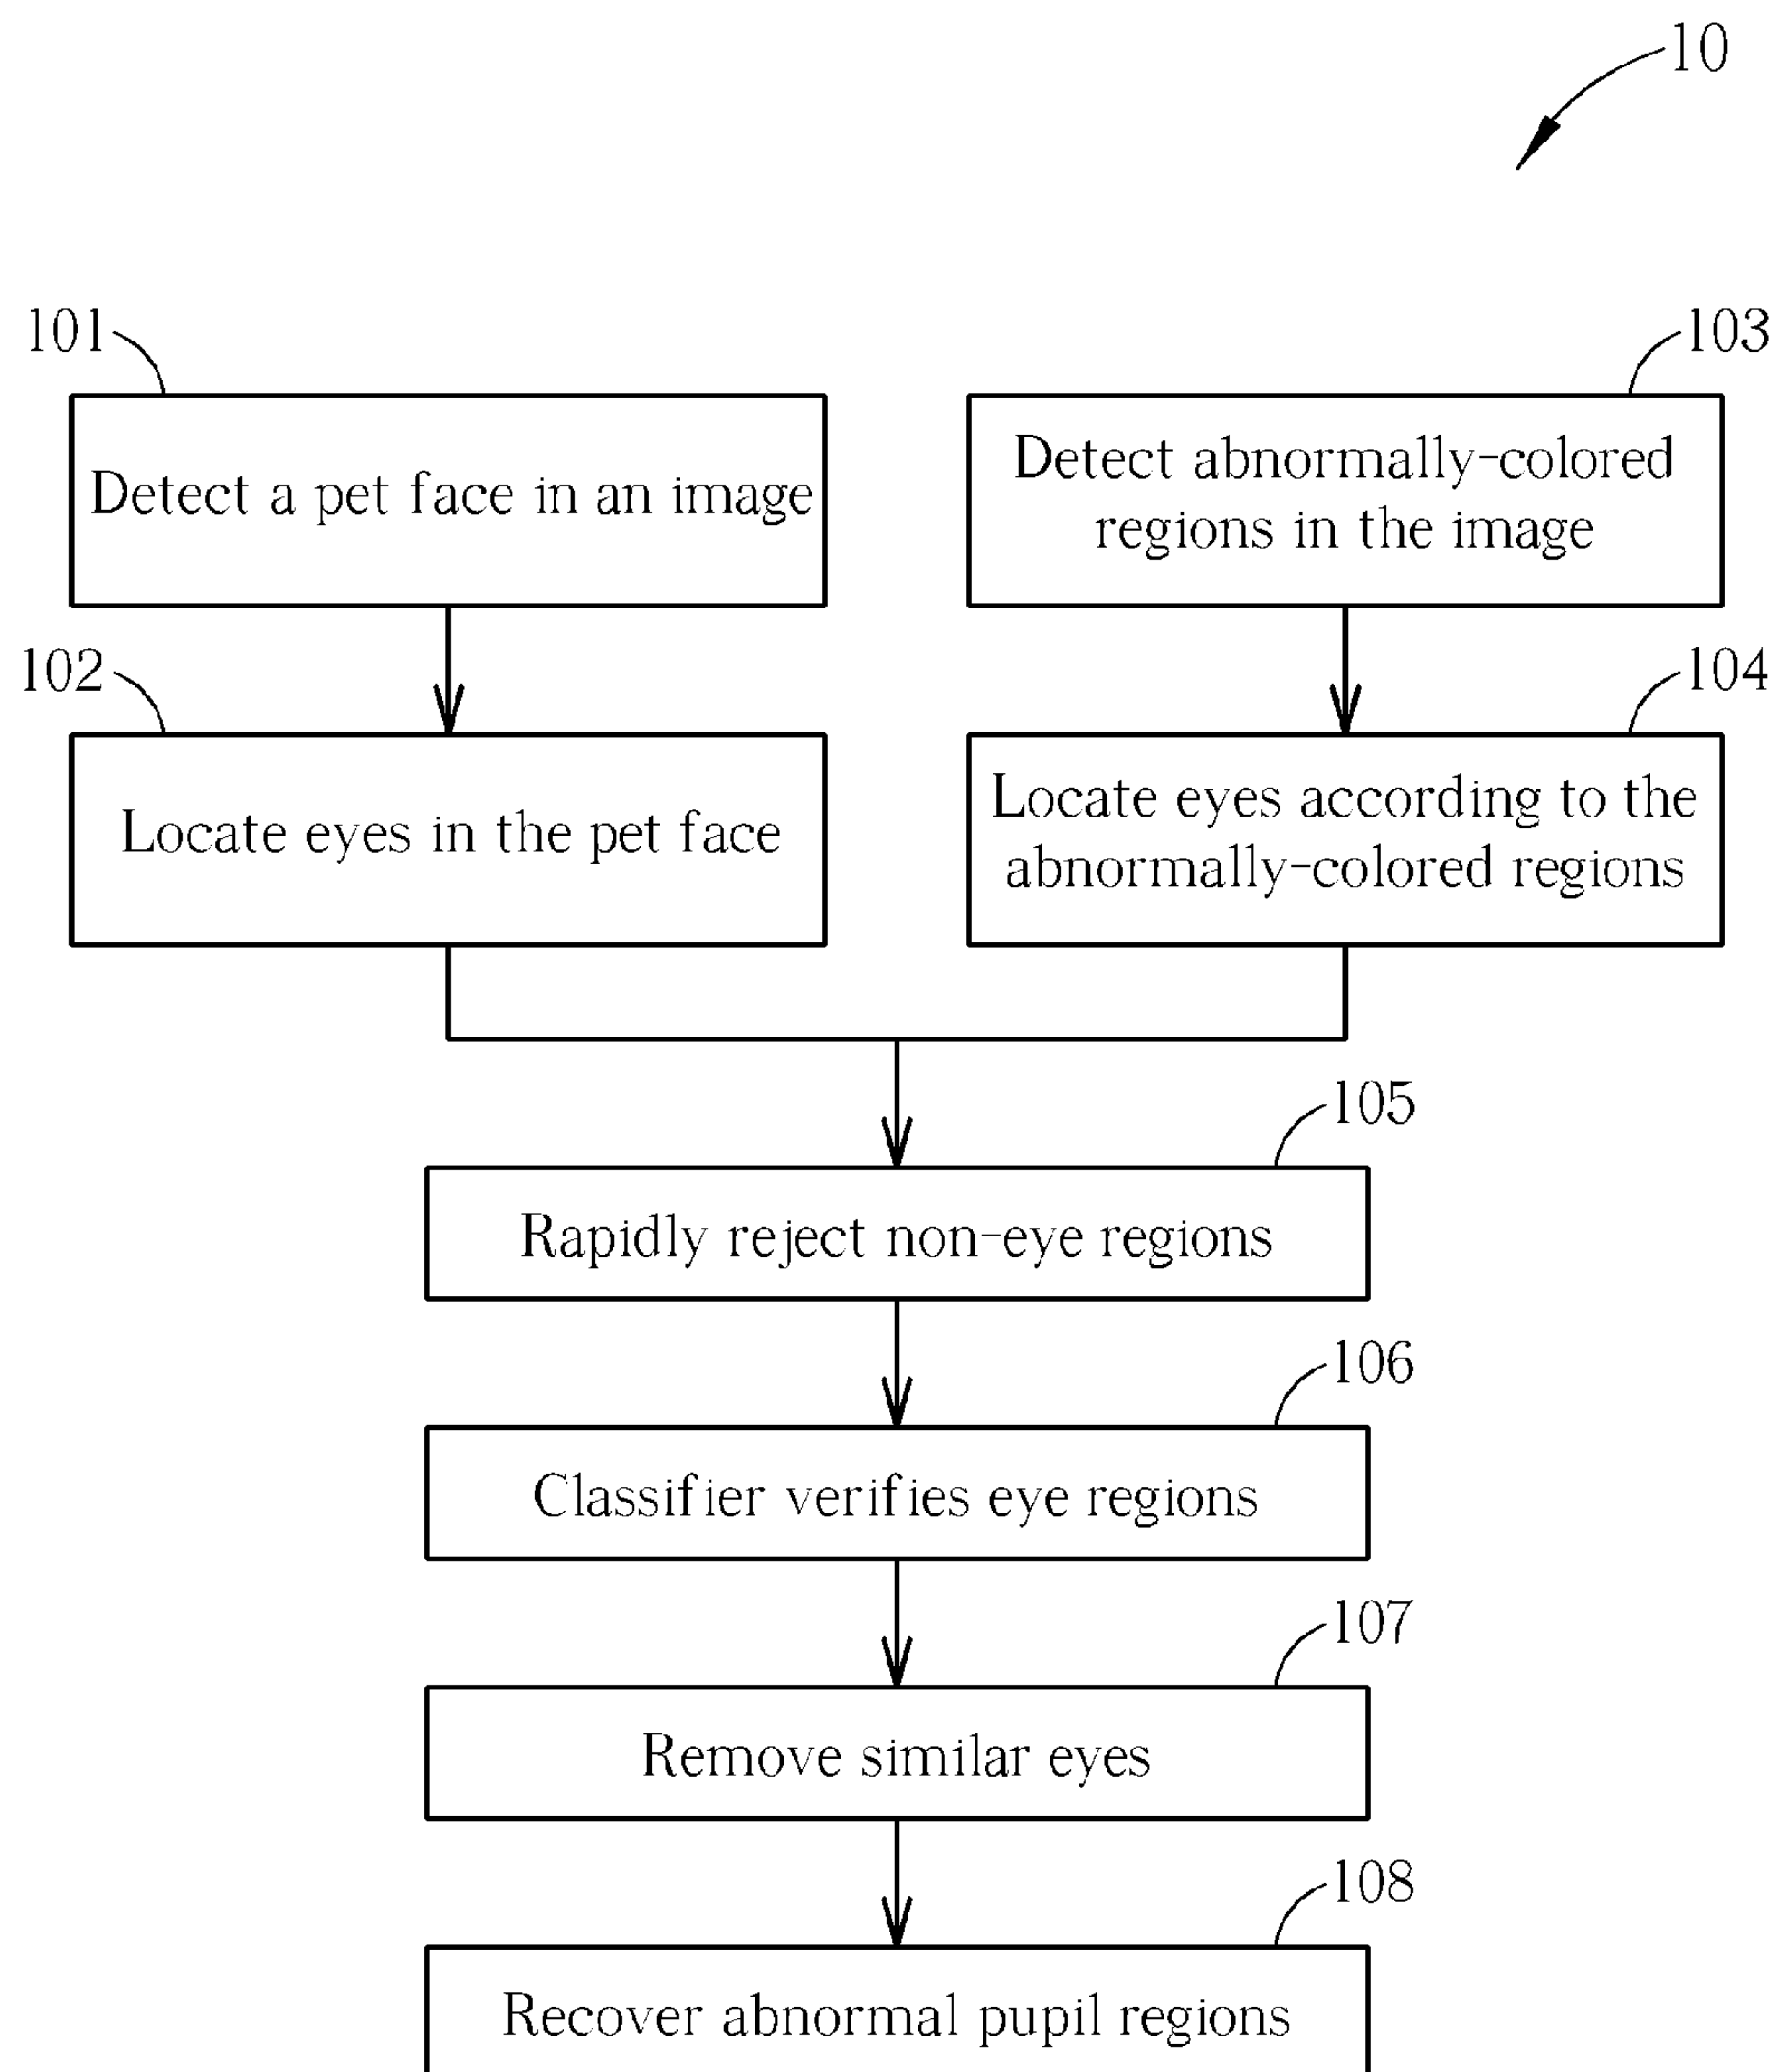 10
101
Detect a pet face in an image
103
Detect abnormally-colored
regions in the image
102
Locate eyes in the pet face
104
Locate eyes according to the
abnormally-colored regions
105
Rapidly reject non-eye regions
106
Classifier verifies eye regions
107
Remove similar eyes
108
Recover abnormal pupil regions